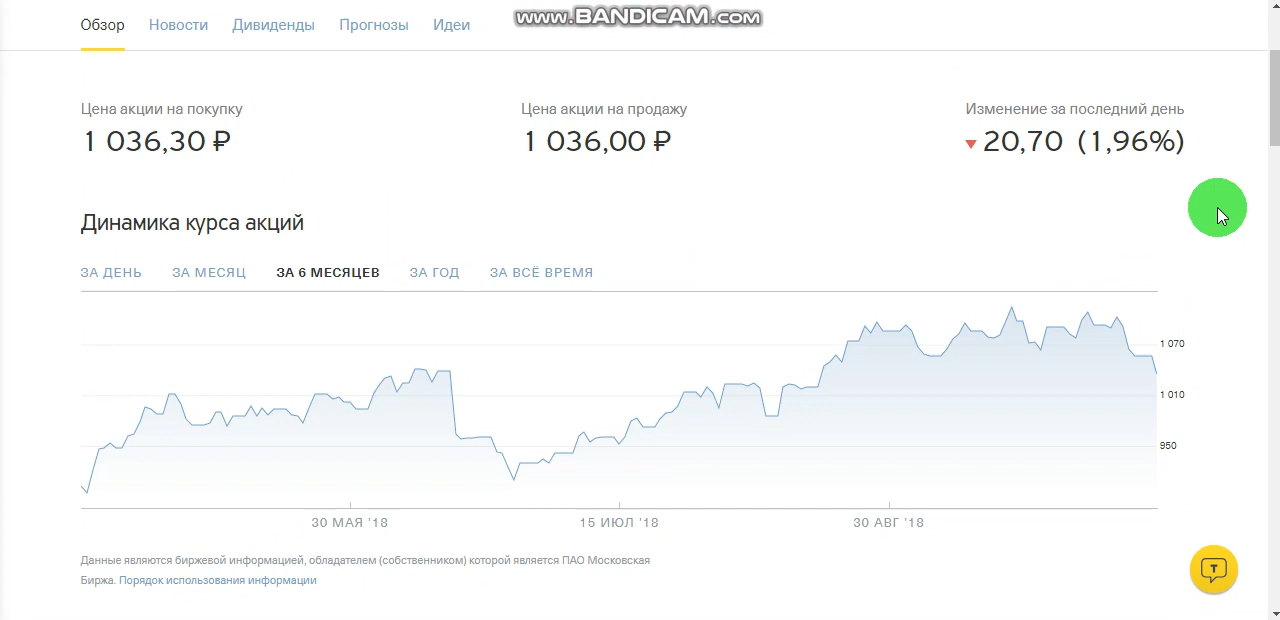 www.BANDICAM.com
Обзор Новости Дивиденды Прогнозы Идеи
Цена акции на покупку Цена акции на продажу Изменение за последний день
1 036,30 ₽ 1 036,00 ₽ 20,70 (1,96%)
Динамика курса акций
ЗА ДЕНЬ ЗА МЕСЯЦ ЗА 6 МЕСЯЦЕВ ЗА ГОД ЗА ВСЁ ВРЕМЯ
1 070
1 010
950
30 МАЯ '18 15 ИЮЛ '18 30 АВГ '18
Данные являются биржевой информацией, обладателем (собственником) которой является ПАО Московская
Биржа. Порядок использования информации
T